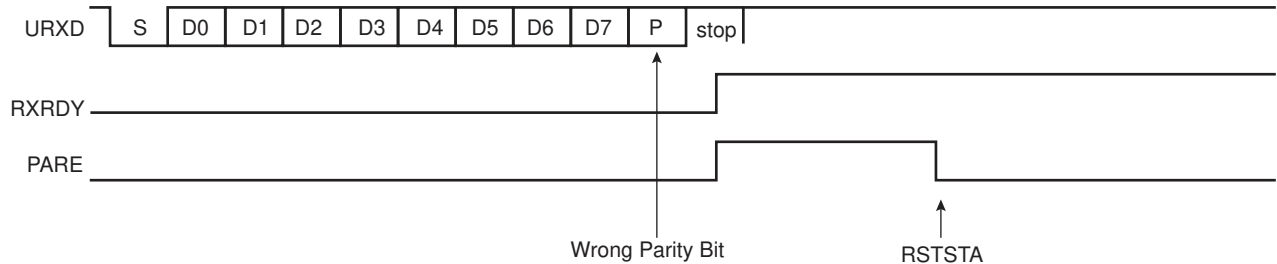 URXD S D0 D1 D2 D3 D4 D5 D6 D7 P stop
RXRDY
PARE
Wrong Parity Bit RSTSTA